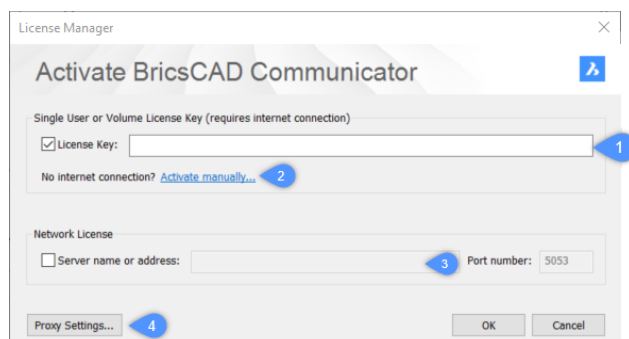 License Manager
Activate BricsCAD Communicator
Single User or Volume License Key (requires internet connection)
License Key:
1
No internet connection? Activate manually...
2
Network License
Server name or address:
3
Port number: 5053
Proxy Settings...
4
OK
Cancel